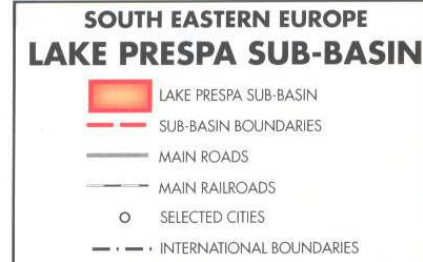 SOUTH EASTERN EUROPE
LAKE PRESPA SUB-BASIN
LAKE PRESPA SUB-BASIN
SUB-BASIN BOUNDARIES
MAIN ROADS
MAIN RAILROADS
SELECTED CITIES
INTERNATIONAL BOUNDARIES